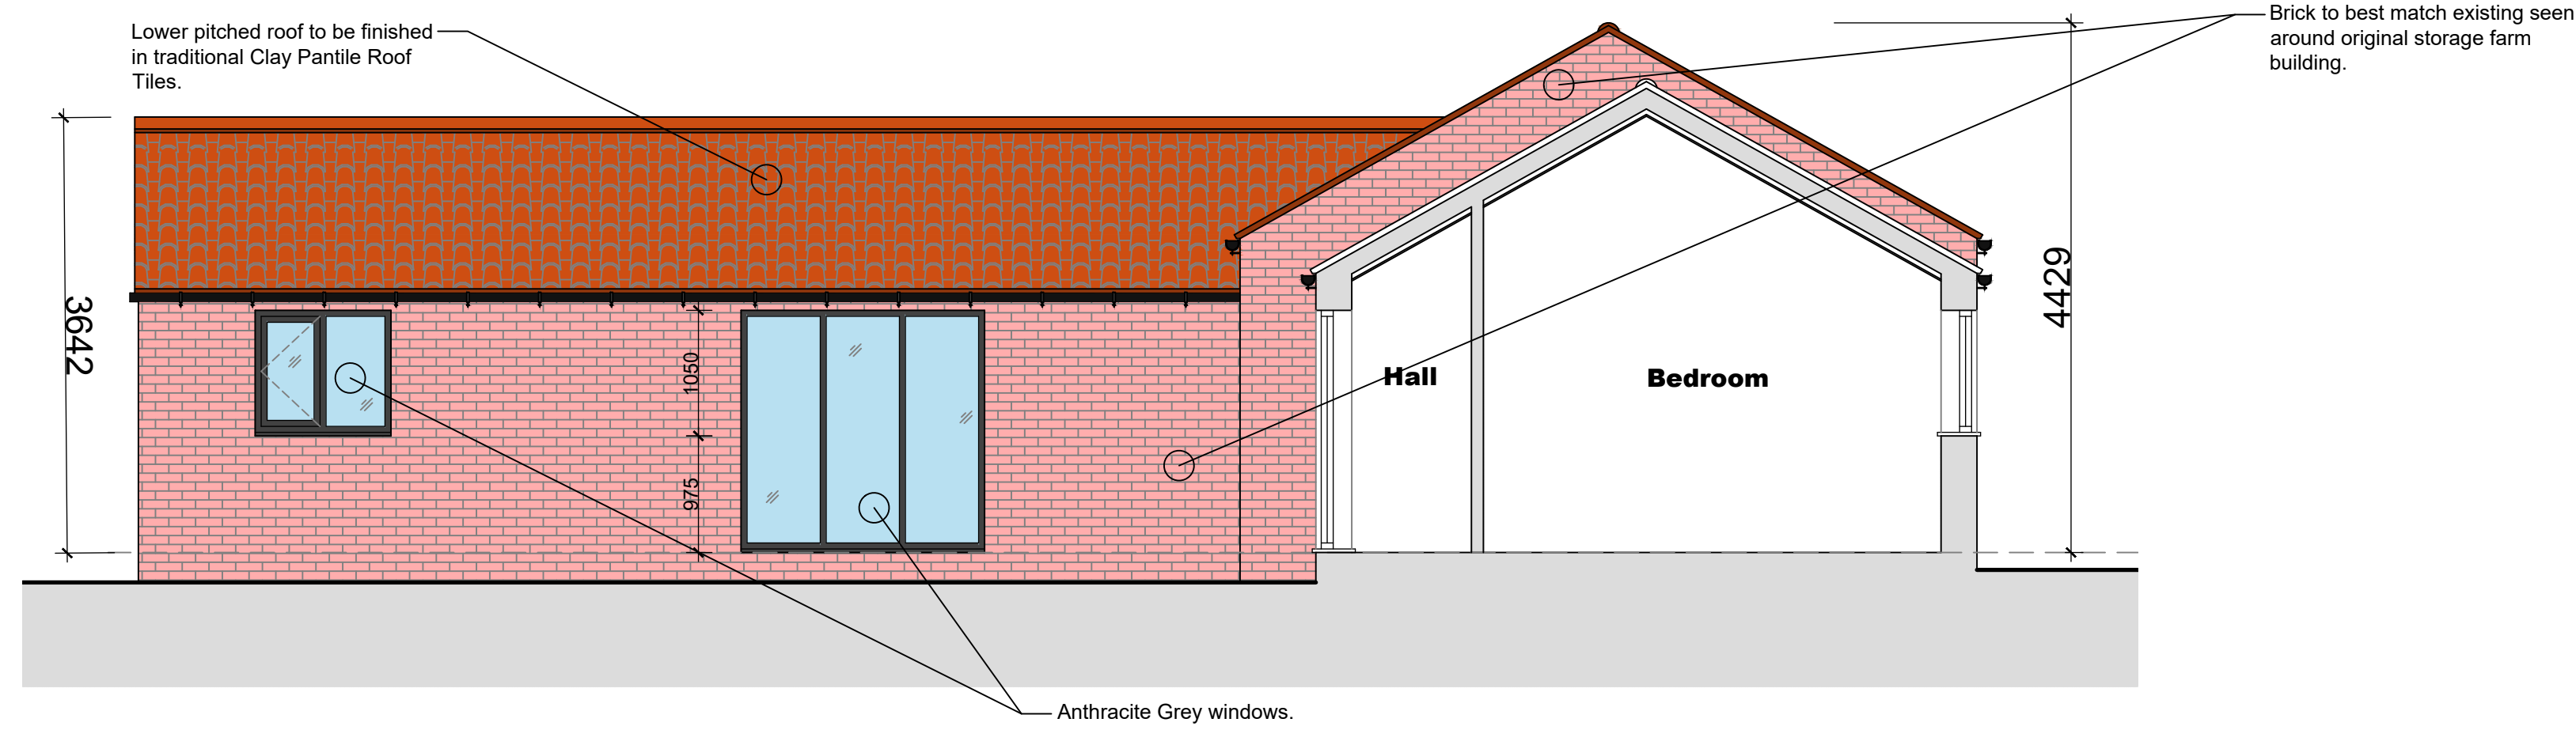 Lower pitched roof to be finished
in traditional Clay Pantile Roof
Tiles.
Brick to best match existing seen
around original storage farm
building.
3642
4429
1050
975
Hall
Bedroom
Anthracite Grey windows.